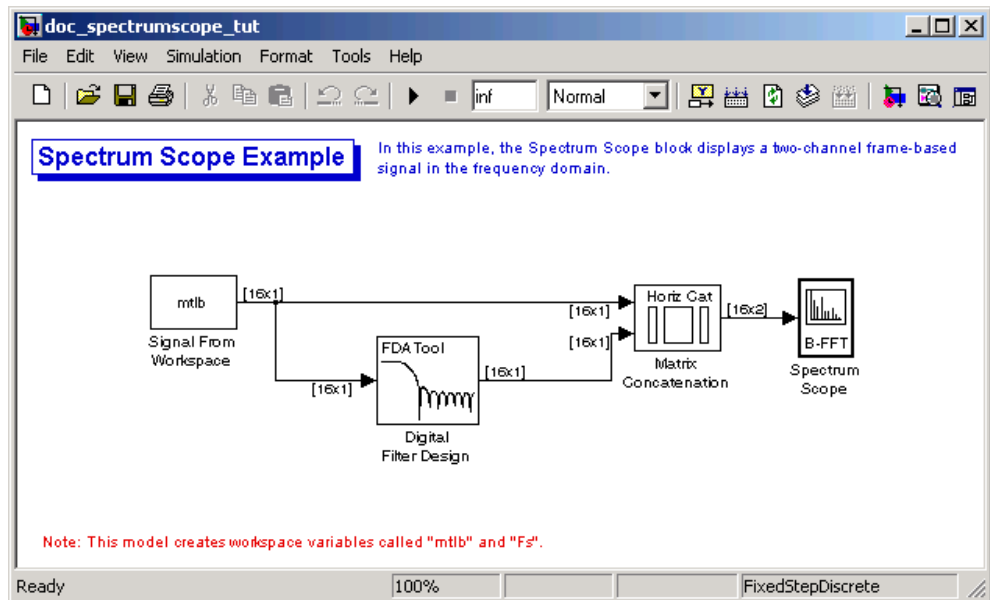 doc_spectrumscope_tut
File Edit View Simulation Format Tools Help
inf Normal
Spectrum Scope Example
In this example, the Spectrum Scope block displays a two-channel frame-based
signal in the frequency domain.
mtlb
[16x1]
Signal From
Workspace
[16x1]
FDATool
[16x1]
Digital
Filter Design
[16x1]
[16x1]
Horiz Cat
[16x2]
Matrix
Concatenation
B-FFT
Spectrum
Scope
Note: This model creates workspace variables called "mtlb" and "Fs".
Ready 100% FixedStepDiscrete